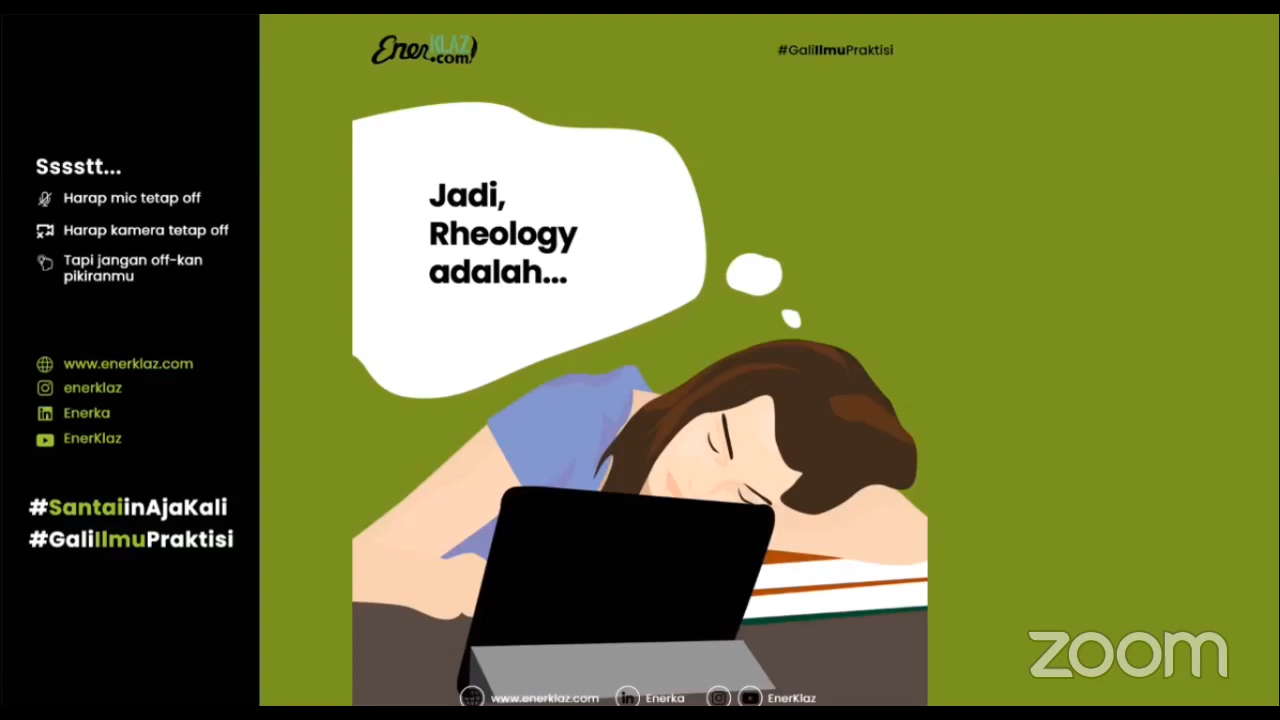 Sssstt...
Harap mic tetap off
Harap kamera tetap off
Tapi jangan off-kan
pikiranmu
www.enerklaz.com
enerklaz
Enerka
EnerKlaz
#SantaiinAjaKali
#GaliIlmuPraktisi
EnerKLAZ
.com
#GaliIlmuPraktisi
Jadi,
Rheology
adalah...
www.enerklaz.com Enerka EnerKlaz
zoom